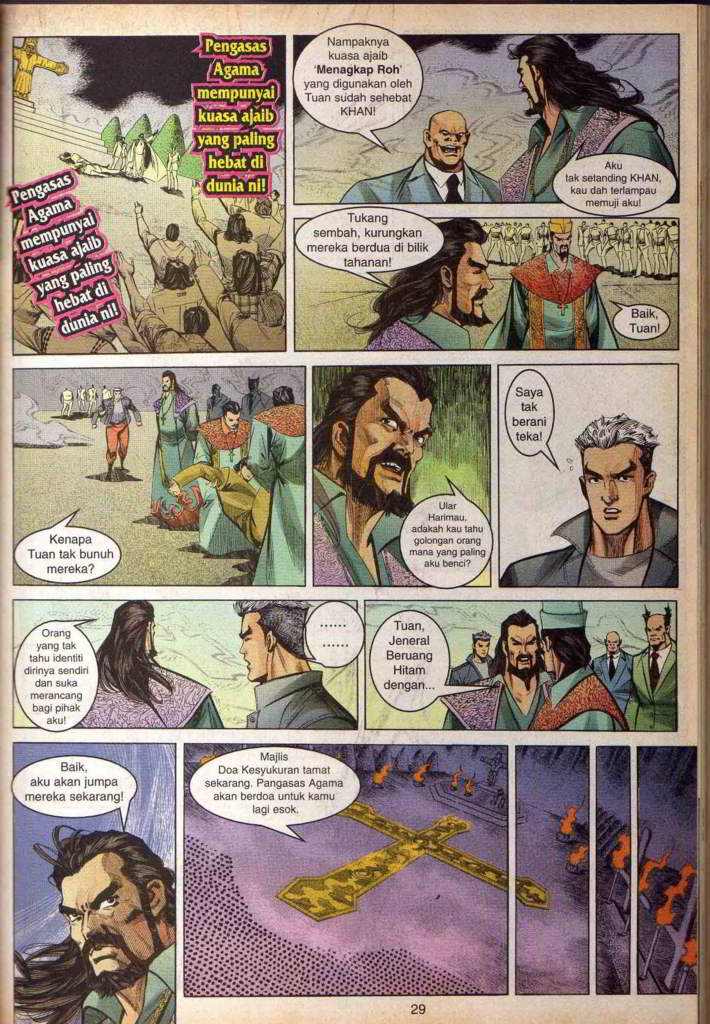 Pengasas
Agama
mempunyai
kuasa ajaib
yang paling
hebat di
dunia ni!
Pengasas
Agama
mempunyai
kuasa ajaib
yang paling
hebat di
dunia ni!
Nampaknya
kuasa ajaib
'Menagkap Roh'
yang digunakan oleh
Tuan sudah sehebat
KHAN!
Aku
tak setanding KHAN,
kau dah terlampau
memuji aku!
Tukang
sembah, kurungkan
mereka berdua di bilik
tahanan!
Baik,
Tuan!
Kenapa
Tuan tak bunuh
mereka?
Ular
Harimau,
adakah kau tahu
golongan orang
mana yang paling
aku benci?
Saya
tak
berani
teka!
Orang
yang tak
tahu identiti
dirinya sendiri
dan suka
merancang
bagi pihak
aku!
......
......
Tuan,
Jeneral
Beruang
Hitam
dengan...
Baik,
aku akan jumpa
mereka sekarang!
Majlis
Doa Kesyukuran tamat
sekarang. Pangasas Agama
akan berdoa untuk kamu
lagi esok.
29